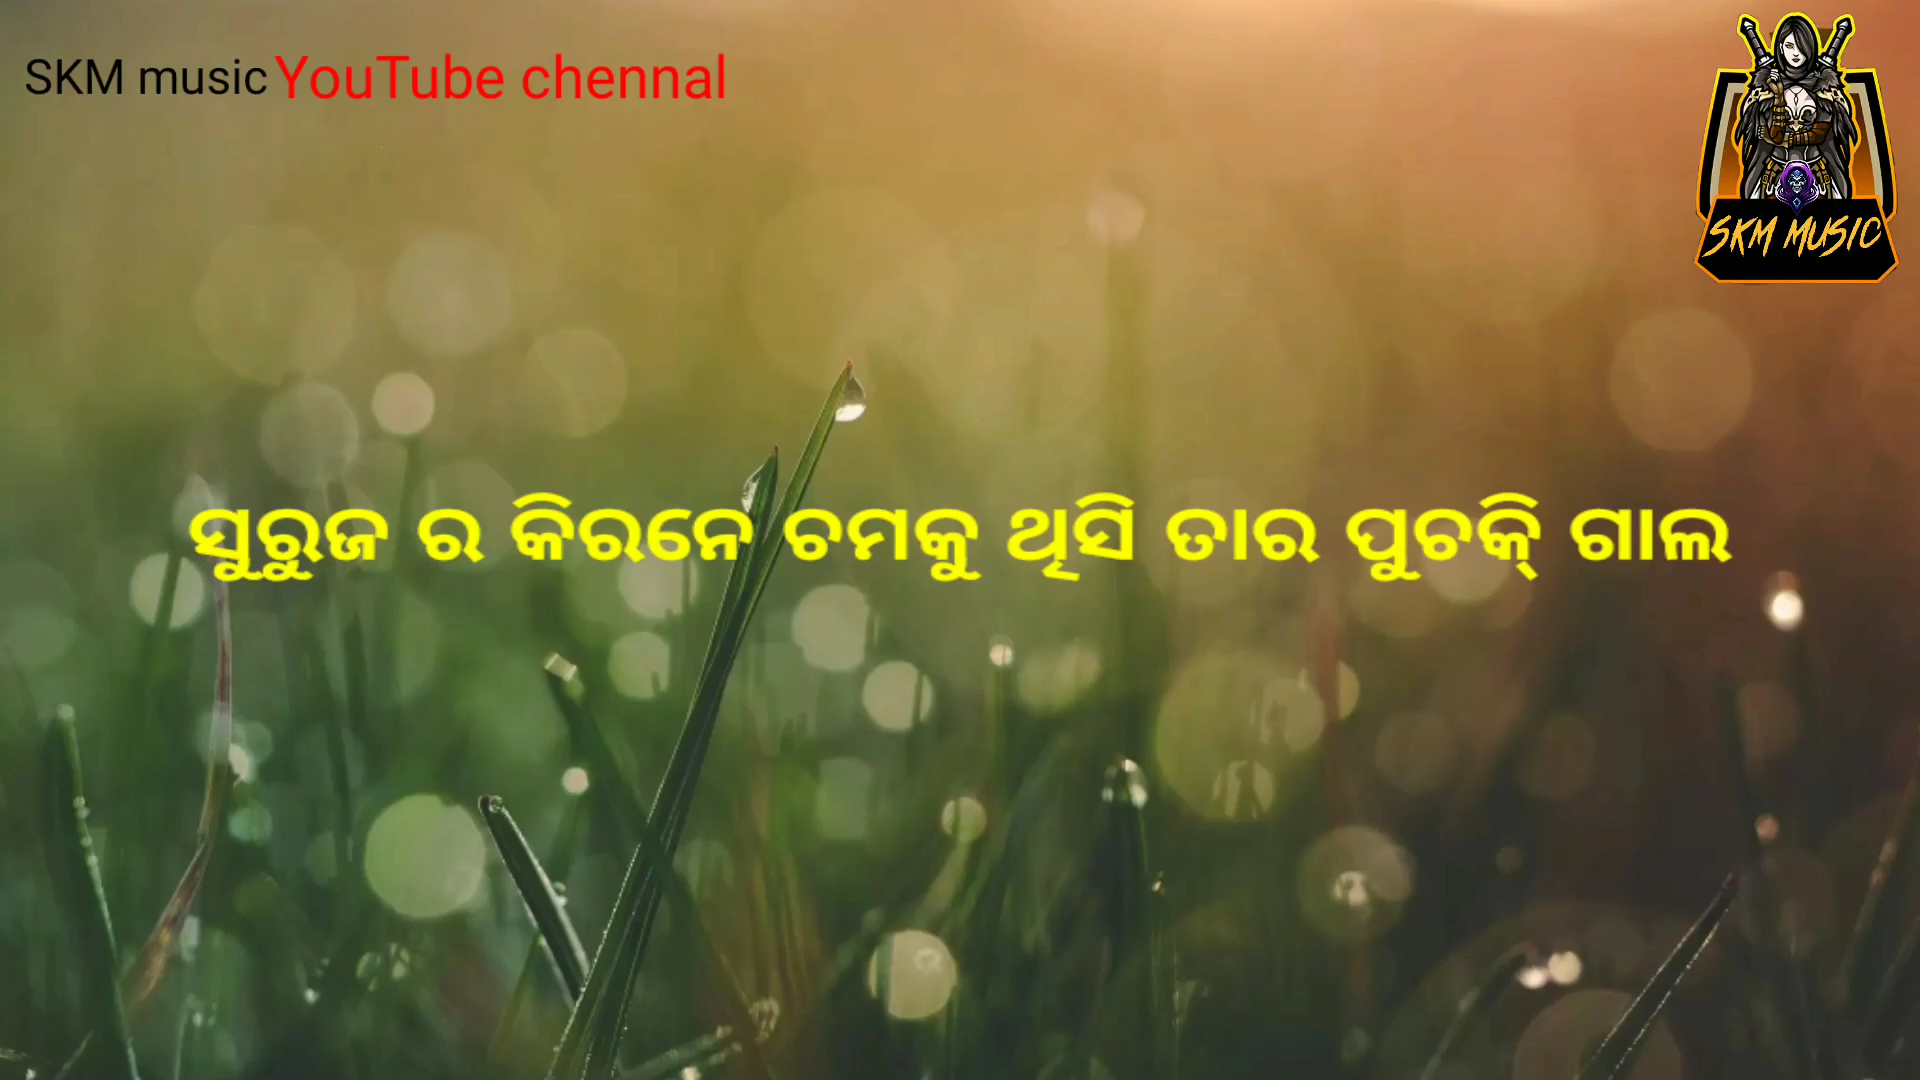 SKM music YouTube chennal
SKM MUSIC
ସୁରୁଜ ର କିରନେ ଚମକୁ ଥିସି ତାର ପୁଚକି୍ ଗାଲ